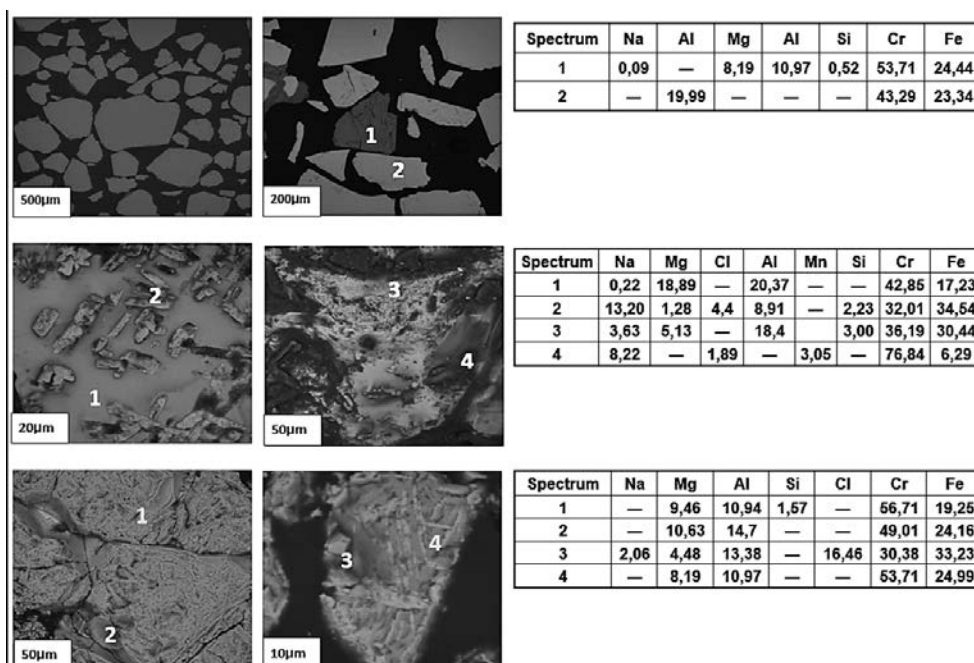 Spectrum Na Al Mg Al Si Cr Fe
1 0,09 — 8,19 10,97 0,52 53,71 24,44
2 — 19,99 — — — 43,29 23,34
1
2
500µm
200µm
Spectrum Na Mg Cl Al Mn Si Cr Fe
1 0,22 18,89 — 20,37 — — 42,85 17,23
2 13,20 1,28 4,4 8,91 — 2,23 32,01 34,54
3 3,63 5,13 — 18,4 3,00 36,19 30,44
4 8,22 — 1,89 — 3,05 — 76,84 6,29
2
1
3
4
20µm
50µm
Spectrum Na Mg Al Si Cl Cr Fe
1 — 9,46 10,94 1,57 — 56,71 19,25
2 — 10,63 14,7 — — 49,01 24,16
3 2,06 4,48 13,38 — 16,46 30,38 33,23
4 — 8,19 10,97 — — 53,71 24,99
1
2
3
4
50µm
10µm